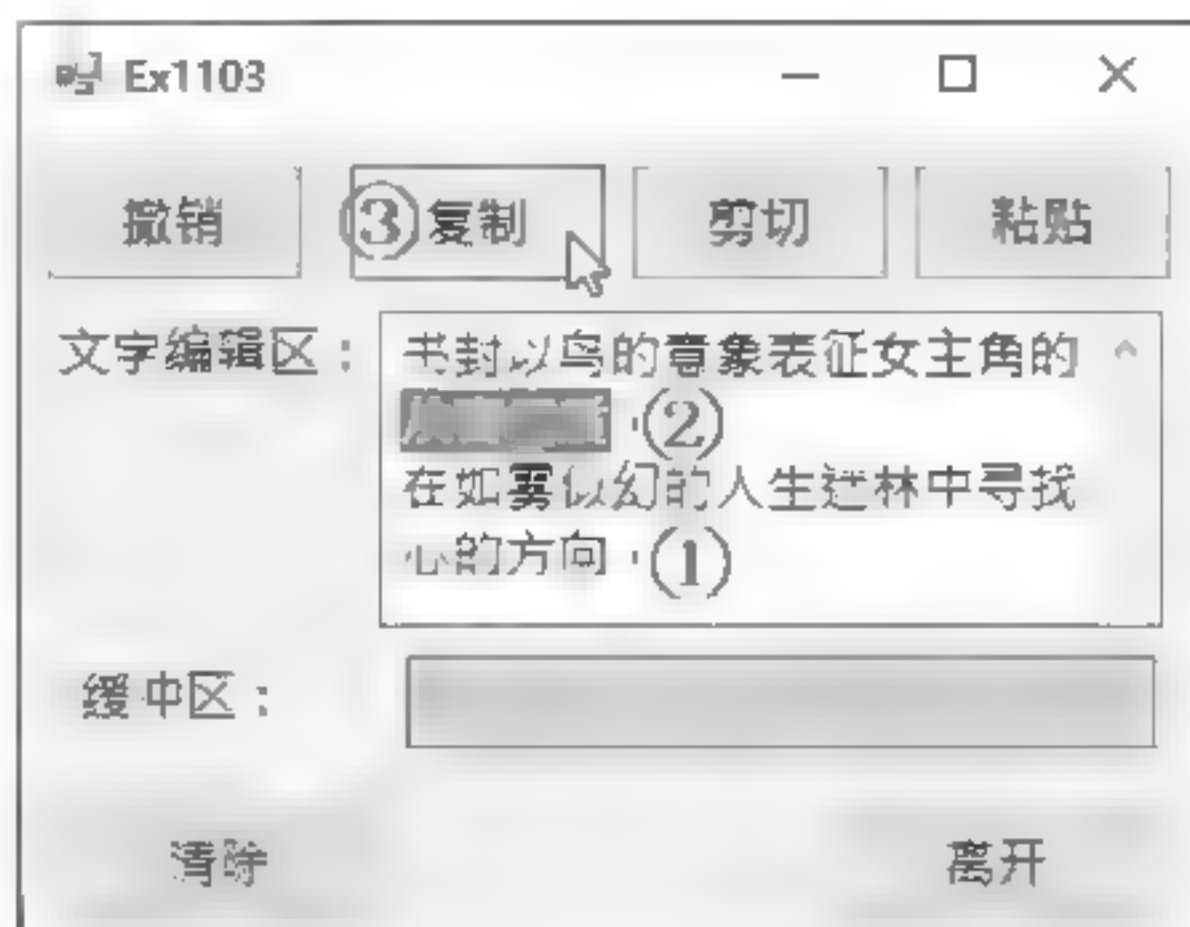 Ex1103
撤销 ③复制 剪切 粘贴
文字编辑区： 书封以鸟的意象表征女主角的
②
在如雾似幻的人生迷林中寻找
心的方向，①
缓冲区：
清除 离开